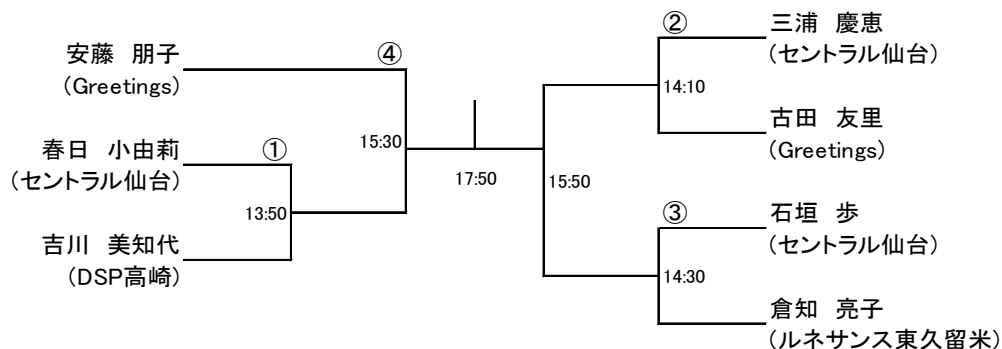 安藤　朋子
(Greetings)
④
春日　小由莉
(セントラル仙台)
①
吉川　美知代
(DSP高崎)
13:50
15:30
17:50
15:50
②
三浦　慶恵
(セントラル仙台)
14:10
古田　友里
(Greetings)
③
石垣　歩
(セントラル仙台)
14:30
倉知　亮子
(ルネサンス東久留米)